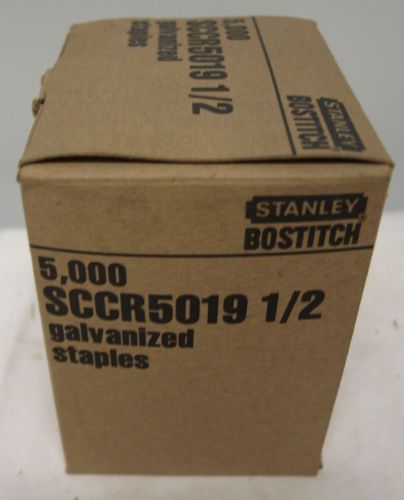 5,000
SCCR5019 1/2
galvanized
staples
STANLEY
BOSTITCH
STANLEY
BOSTITCH®
5,000
SCCR5019 1/2
galvanized
staples